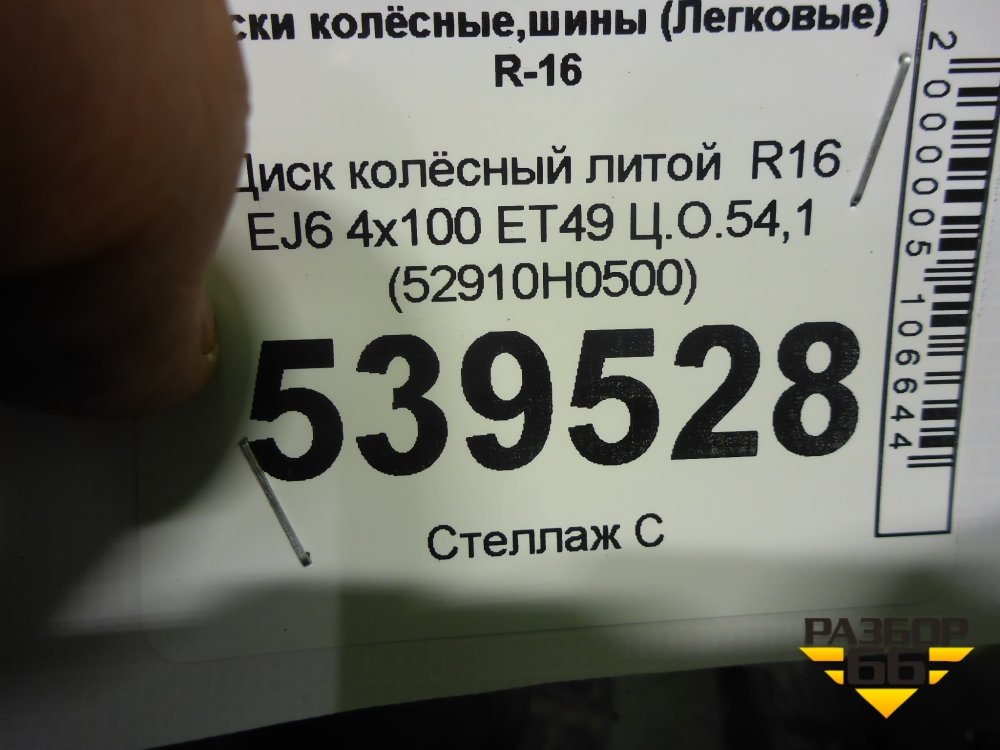 ски колёсные,шины (Легковые)
R-16
Диск колёсный литой R16
EJ6 4x100 ET49 Ц.О.54,1
(52910H0500)
539528
Стеллаж С
2000005106644
РАЗБОР
66